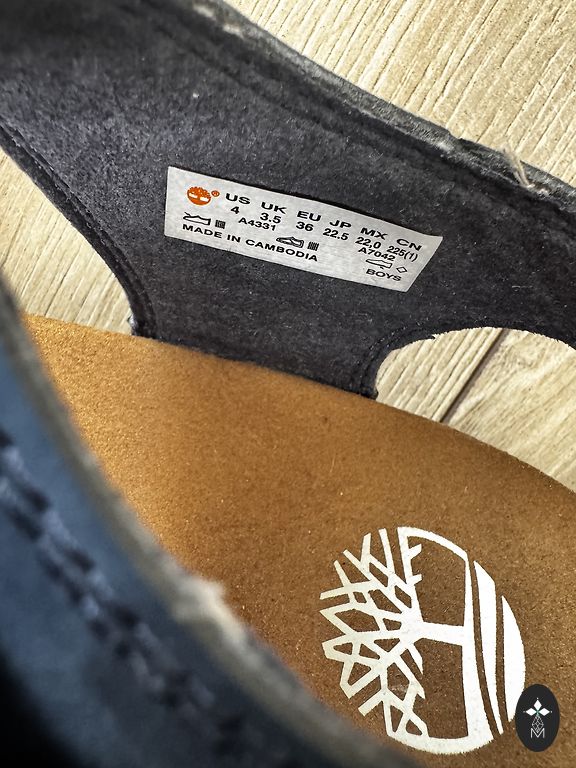 US UK EU JP MX CN
4 3.5 36 22.5 22.0 225(1)
A4331 A7042
MADE IN CAMBODIA BOYS
M